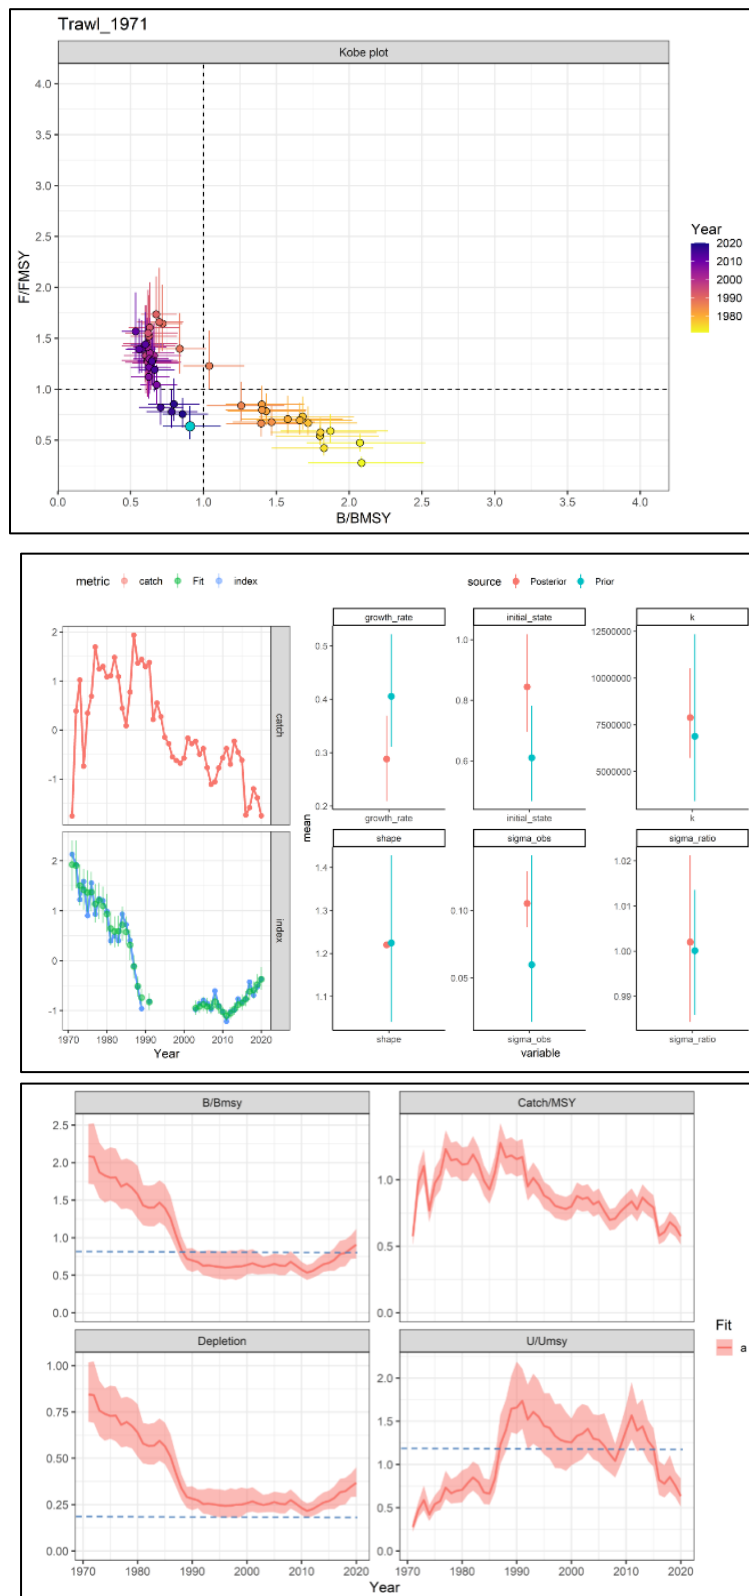 Trawl_1971
Kobe plot
4.0
3.5
3.0
2.5
2.0
1.5
1.0
0.5
0.0
F/FMSY
0.0 0.5 1.0 1.5 2.0 2.5 3.0 3.5 4.0
B/BMSY
Year
2020
2010
2000
1990
1980
metric catch Fit index
source Posterior Prior
2
1
0
-1
catch
2
1
0
-1
index
1970 1980 1990 2000 2010 2020
Year
mean
growth_rate
0.5
0.4
0.3
0.2
growth_rate
initial_state
1.0
0.8
0.6
initial_state
k
12500000
10000000
7500000
5000000
k
shape
1.4
1.3
1.2
1.1
shape
sigma_obs
0.10
0.05
sigma_obs
sigma_ratio
1.02
1.01
1.00
0.99
sigma_ratio
variable
B/Bmsy
2.5
2.0
1.5
1.0
0.5
0.0
Catch/MSY
1.0
0.5
0.0
Depletion
1.00
0.75
0.50
0.25
0.00
1970 1980 1990 2000 2010 2020
U/Umsy
2.0
1.5
1.0
0.5
0.0
1970 1980 1990 2000 2010 2020
Year
Fit
a